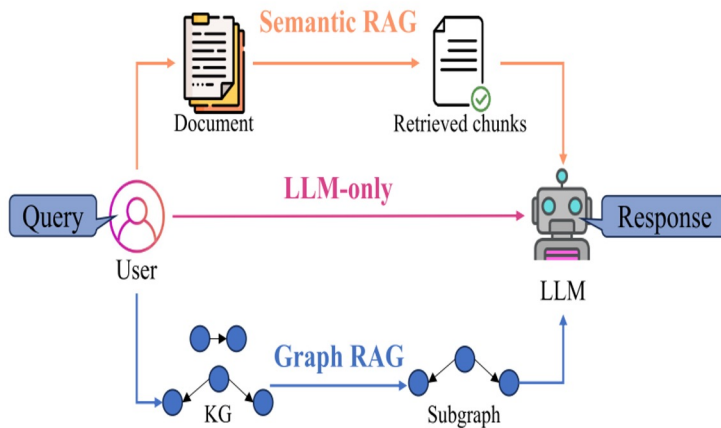 Semantic RAG
Document
Retrieved chunks
LLM-only
Query
Response
User
LLM
Graph RAG
KG
Subgraph